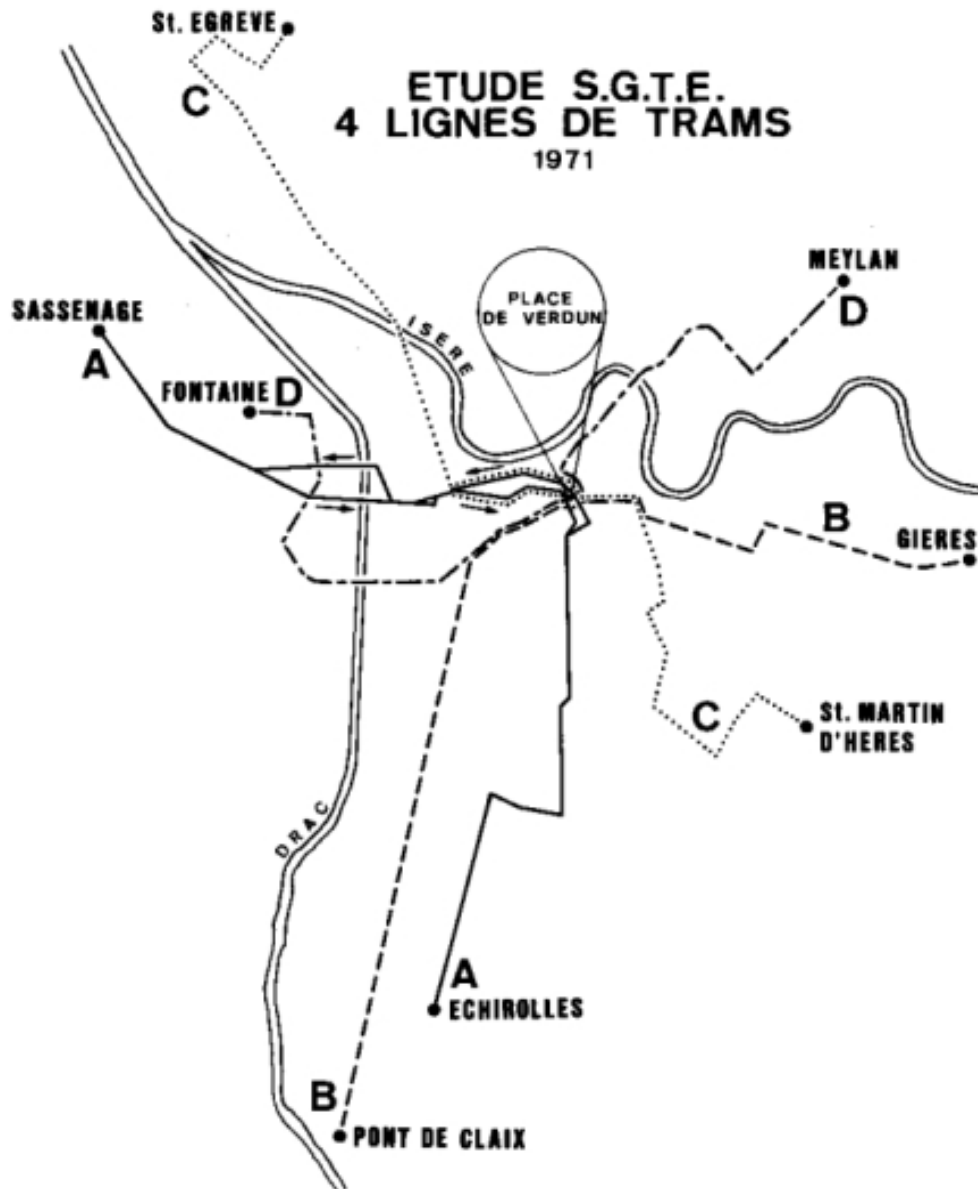 St. EGREVE
C
ETUDE S.G.T.E.
4 LIGNES DE TRAMS
1971
MEYLAN
D
PLACE
DE VERDUN
ISERE
SASSENAGE
A
FONTAINE D
B
GIERES
C
St. MARTIN
D'HERES
DRAC
A
ECHIROLLES
B
PONT DE CLAIX